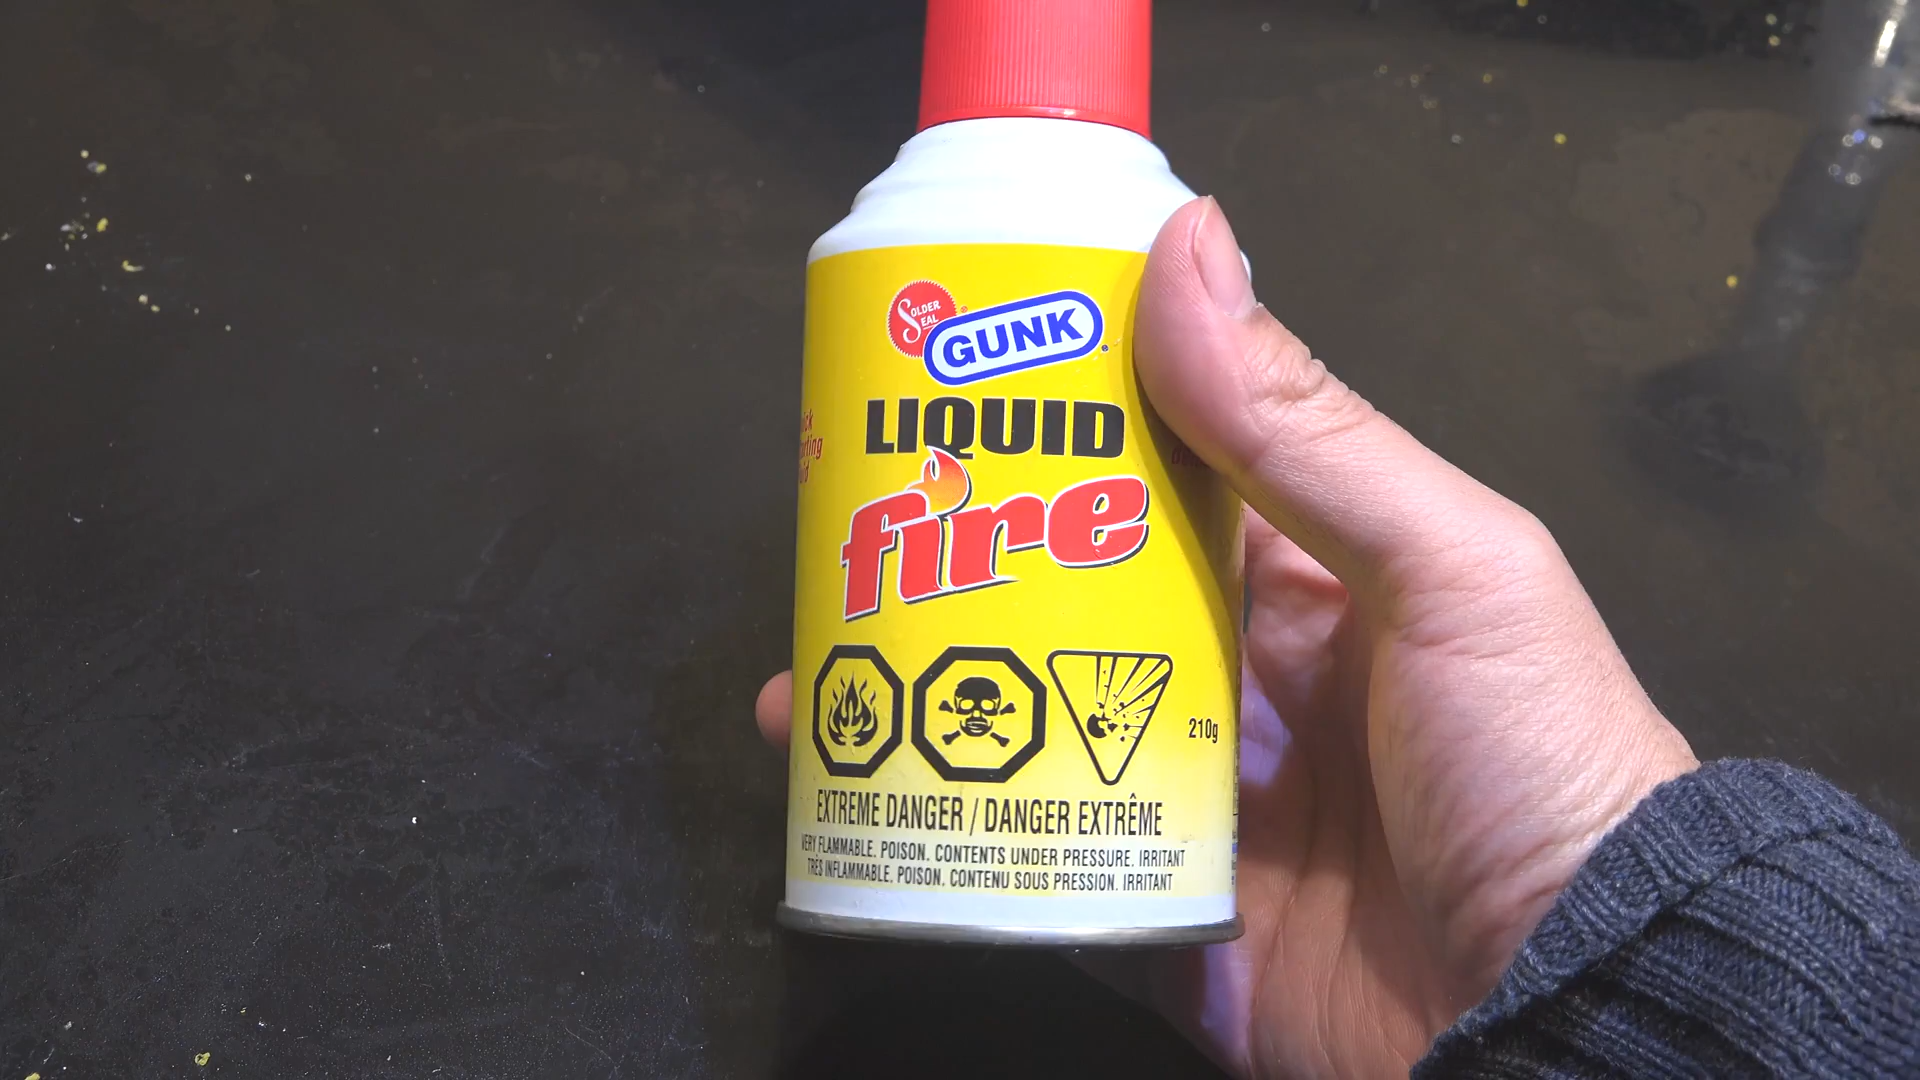 SOLDER
SEAL
GUNK
LIQUID
fire
210g
EXTREME DANGER / DANGER EXTRÊME
VERY FLAMMABLE. POISON. CONTENTS UNDER PRESSURE. IRRITANT
TRÈS INFLAMMABLE. POISON. CONTENU SOUS PRESSION. IRRITANT